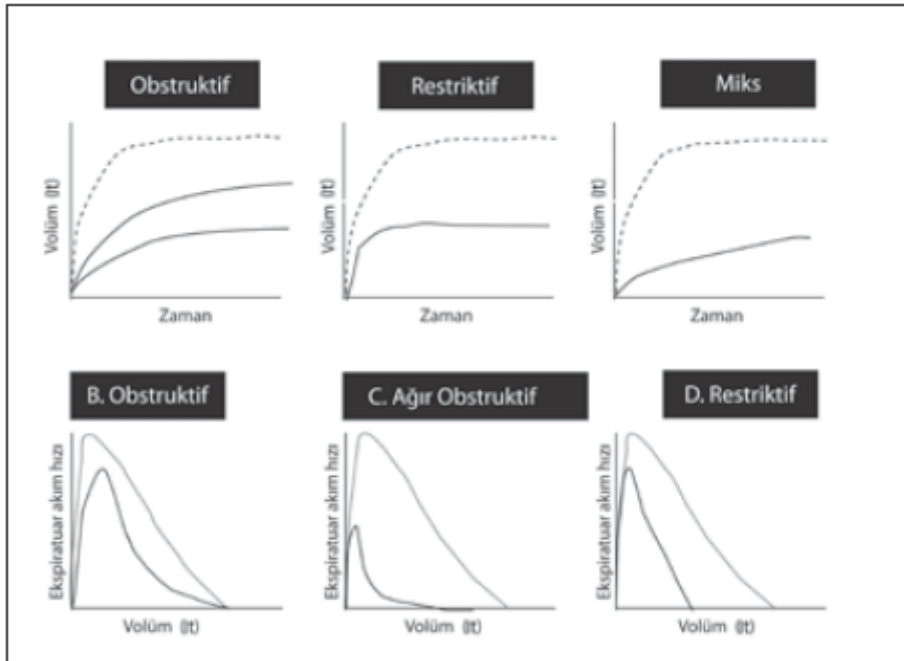 Obstruktif
Restriktif
Miks
Volüm (lt)
Volüm (lt)
Volüm (lt)
Zaman
Zaman
Zaman
B. Obstruktif
C. Ağır Obstruktif
D. Restriktif
Ekspiratuar akım hızı
Ekspiratuar akım hızı
Ekspiratuar akım hızı
Volüm (lt)
Volüm (lt)
Volüm (lt)